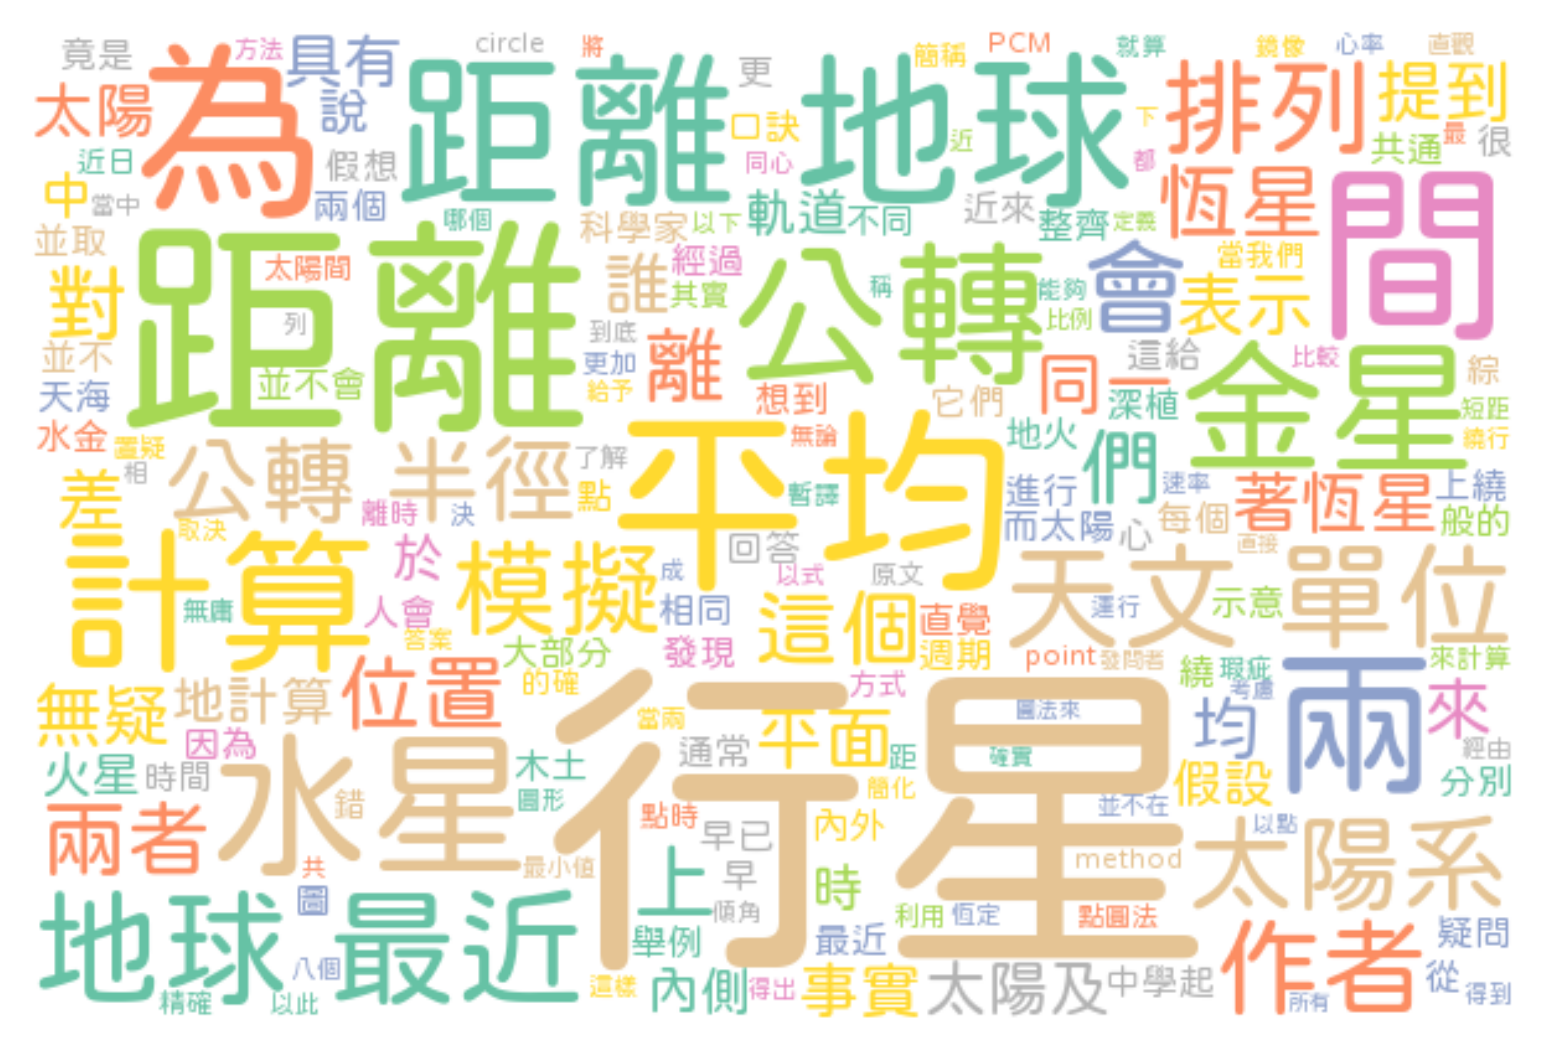 竟是 方法 具有 circle 將 簡稱 PCM 就算 鏡像 心率 直觀
太陽 為 說 距離 更 地球 排列 提到
口訣 下 最 很
近日 假想 同心 近 都 共通
中 當中 兩個 哪個 科學家 以下 軌道 不同 近來 整齊 定義 恆星 間
並取 太陽間 距離 誰 經過 公轉 會 當我們
對 列 其實 稱 能夠 表示
到底 比例
並不 並不會 更加 離 這給 同一 金星 比較 綜
天海 給予 想到 它們 深植 短距
水金 置疑 公轉 半徑 了解 平均 無論 地火 們 繞行
相
差 離時 決 點 暫譯 進行 速率 著 恆星 上繞
取決 於 回答 而太陽 心 每個 般的
計算 模擬 成 以式 原文 直接 天文單位
無庸 人會 相同 這個 直覺 運行 示意
答案 大部分 發現 週期 point 發問者 來計算
無疑 地計算 位置 的確 方式 繞 瑕疵 考慮 兩 來
因為 當兩 平面 圓法來 均
火星 時間 水星 木土 行星 通常 距 確實 經由
圓形 簡化 假設 分別
兩者 錯 點時 早已 內外 並不在 以點
共 最小值 早 method 太陽系
地球 圖 最近 上 傾角 時 利用 恆定 點圓法 作者
舉例 最近 疑問
八個 這樣 內側 得出 事實 太陽及 中學起 從 得到
精確 以此 所有